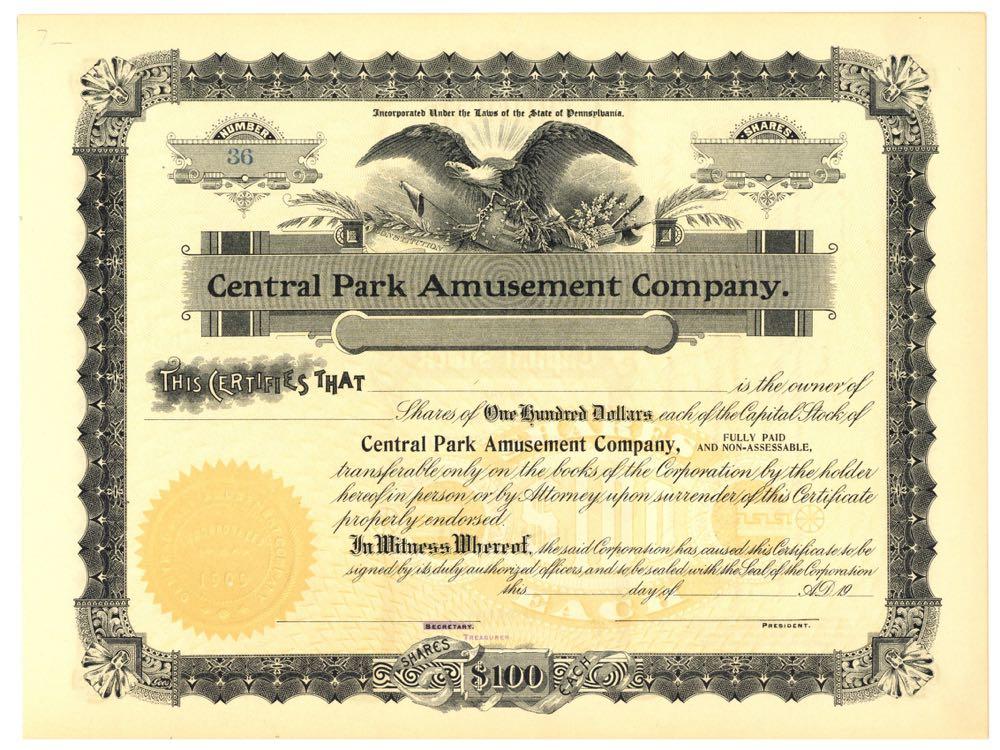 7
Incorporated Under the Laws of the State of Pennsylvania.
NUMBER
36
SHARES
CONSTITUTION
Central Park Amusement Company.
THIS CERTIFIES THAT is the owner of
Shares of One Hundred Dollars each of the Capital Stock of
Central Park Amusement Company, FULLY PAID AND NON-ASSESSABLE,
transferable only on the books of the Corporation by the holder
hereof in person or by Attorney upon surrender of this Certificate
properly endorsed.
In Witness Whereof, the said Corporation has caused this Certificate to be
signed by its duly authorized officers, and to be sealed with the Seal of the Corporation
this day of A.D. 19
SECRETARY.
TREASURER
PRESIDENT.
SHARES
$100
EACH
Goes
SHARES
$100
EACH
1909